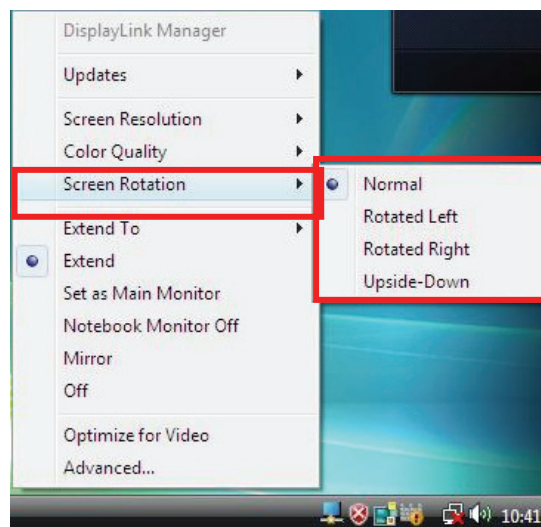 DisplayLink Manager
Updates
Screen Resolution
Color Quality
Screen Rotation
Extend To
Extend
Set as Main Monitor
Notebook Monitor Off
Mirror
Off
Optimize for Video
Advanced...
Normal
Rotated Left
Rotated Right
Upside-Down
10:41